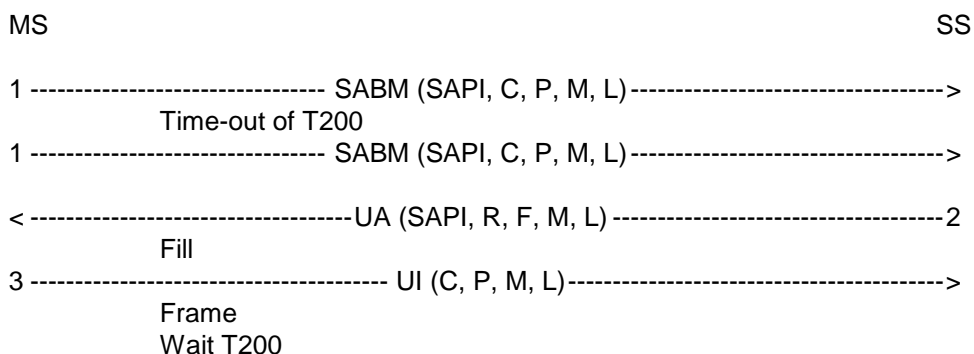 MS SS
1 --------------------------------- SABM (SAPI, C, P, M, L)----------------------------------->
Time-out of T200
1 --------------------------------- SABM (SAPI, C, P, M, L)----------------------------------->
< ------------------------------------UA (SAPI, R, F, M, L) -------------------------------------2
Fill
3 ---------------------------------------- UI (C, P, M, L)------------------------------------------>
Frame
Wait T200